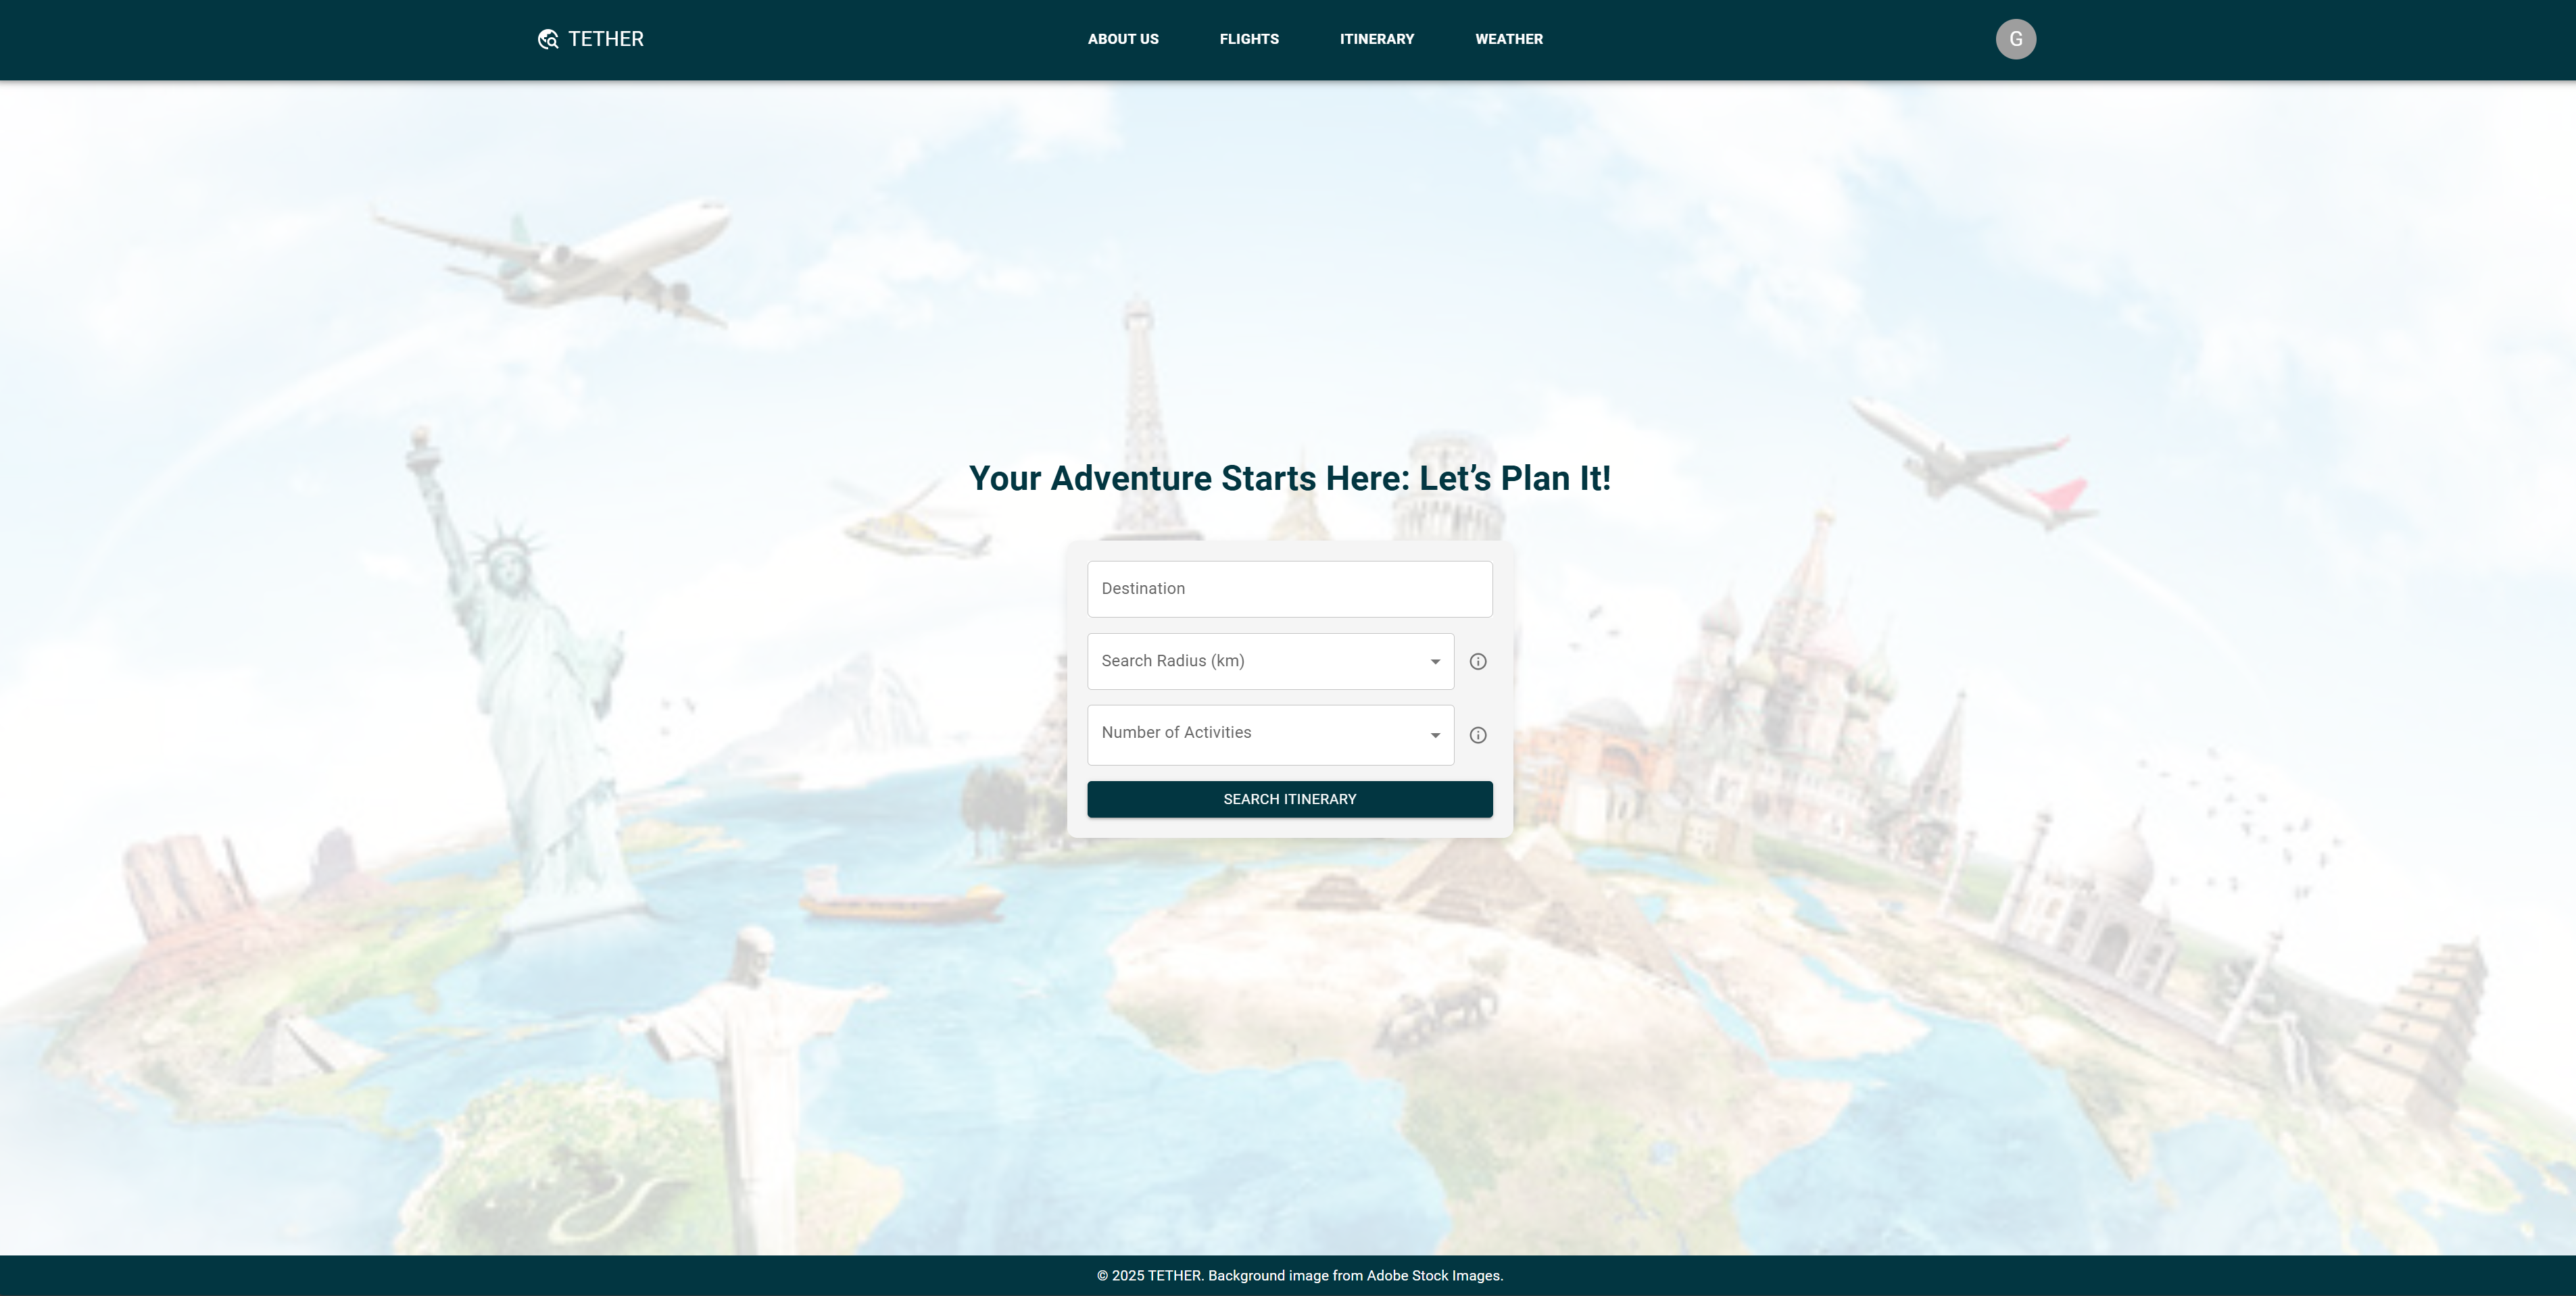 TETHER
ABOUT US
FLIGHTS
ITINERARY
WEATHER
G
Your Adventure Starts Here: Let’s Plan It!
Destination
Search Radius (km)
Number of Activities
SEARCH ITINERARY
© 2025 TETHER. Background image from Adobe Stock Images.